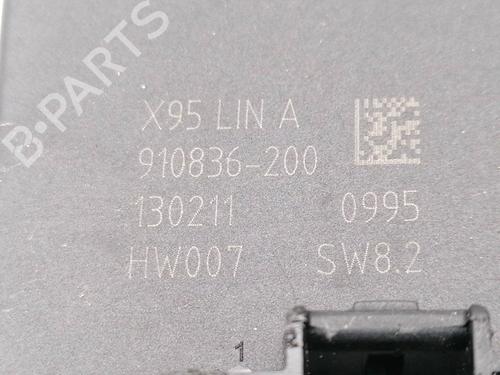 B-PARTS
X95 LIN A
910836-200
130211 0995
HW007 SW8.2
1